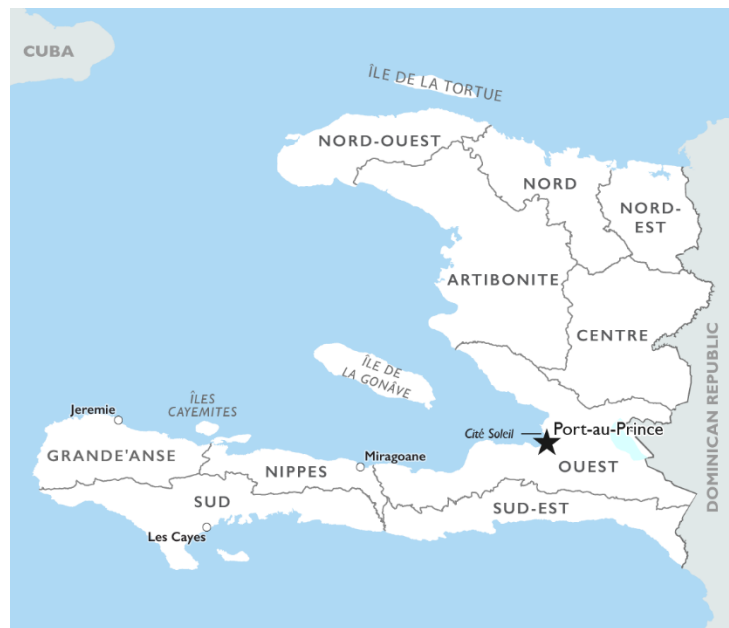 CUBA
ÎLE DE LA TORTUE
NORD-OUEST
NORD
NORD-
EST
ARTIBONITE
CENTRE
ÎLE DE
LA GONÂVE
ÎLES
CAYEMITES
Jeremie
Cité Soleil
Port-au-Prince
GRANDE'ANSE
NIPPES
Miragoane
OUEST
SUD
SUD-EST
Les Cayes
DOMINICAN REPUBLIC